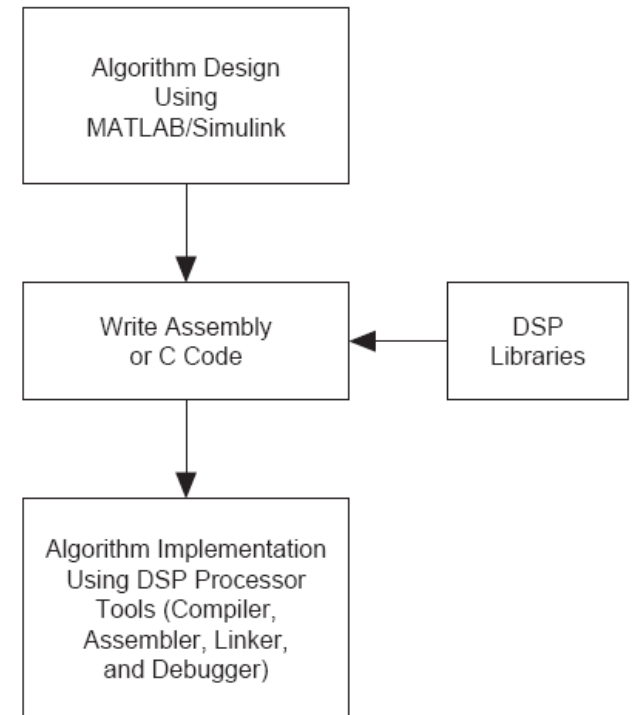 Algorithm Design
Using
MATLAB/Simulink
Write Assembly
or C Code
DSP
Libraries
Algorithm Implementation
Using DSP Processor
Tools (Compiler,
Assembler, Linker,
and Debugger)